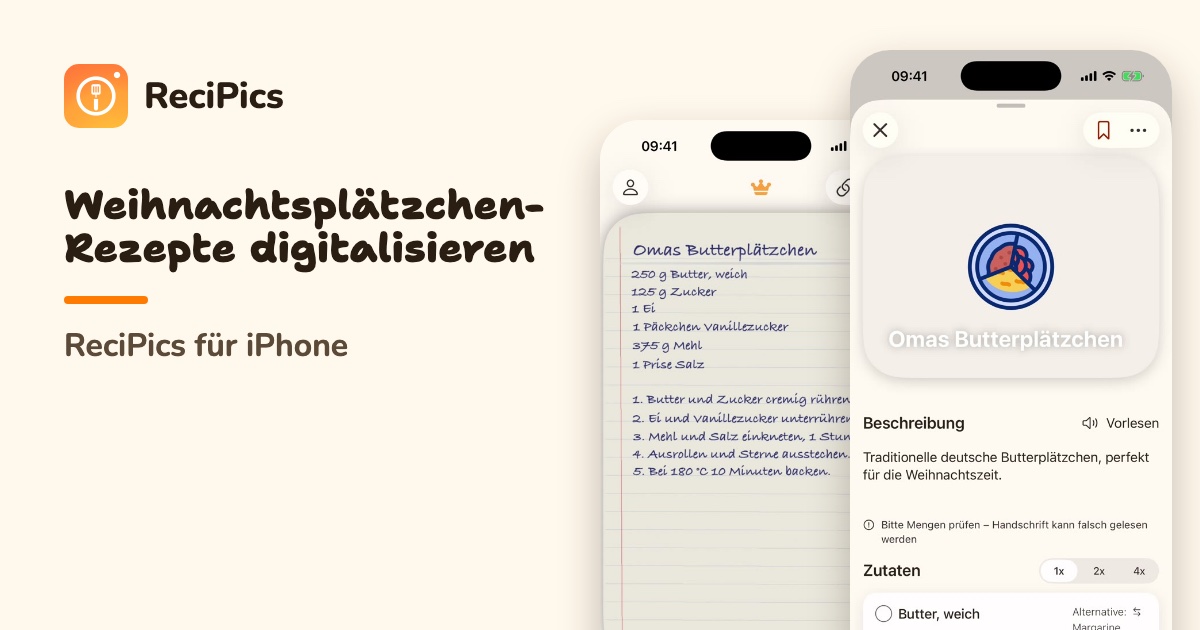 ReciPics
Weihnachtsplätzchen-
Rezepte digitalisieren
ReciPics für iPhone
09:41
Omas Butterplätzchen
250 g Butter, weich
125 g Zucker
1 Ei
1 Päckchen Vanillezucker
375 g Mehl
1 Prise Salz
1. Butter und Zucker cremig rühren
2. Ei und Vanillezucker unterrühren
3. Mehl und Salz einkneten, 1 Stun
4. Ausrollen und Sterne ausstechen.
5. Bei 180 °C 10 Minuten backen.
09:41
Omas Butterplätzchen
Beschreibung
Vorlesen
Traditionelle deutsche Butterplätzchen, perfekt
für die Weihnachtszeit.
Bitte Mengen prüfen – Handschrift kann falsch gelesen
werden
Zutaten
1x 2x 4x
Butter, weich
Alternative:
Margarine